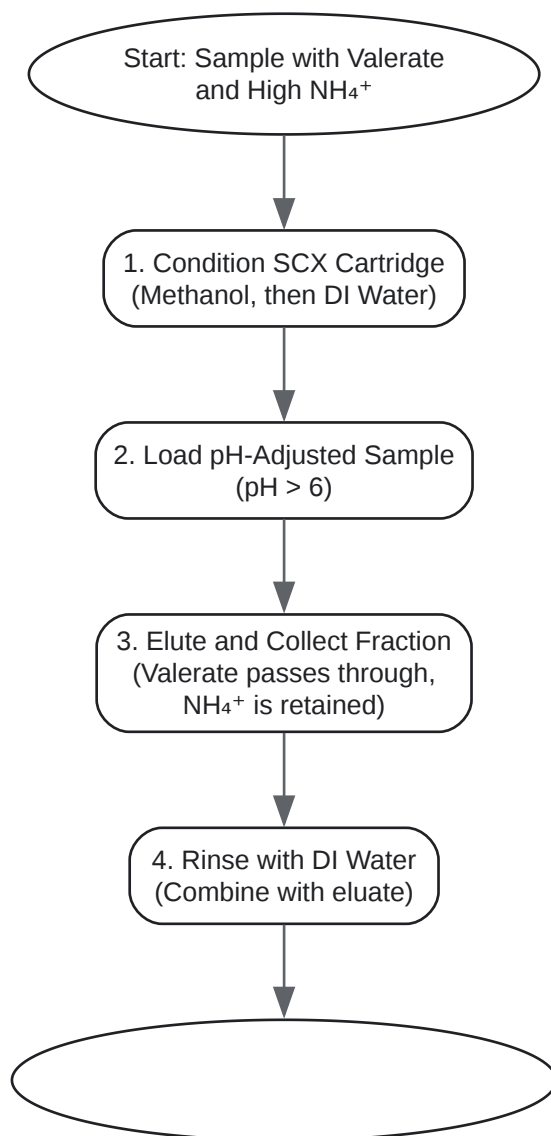 Start: Sample with Valerate
and High NH₄⁺
1. Condition SCX Cartridge
(Methanol, then DI Water)
2. Load pH-Adjusted Sample
(pH > 6)
3. Elute and Collect Fraction
(Valerate passes through,
NH₄⁺ is retained)
4. Rinse with DI Water
(Combine with eluate)